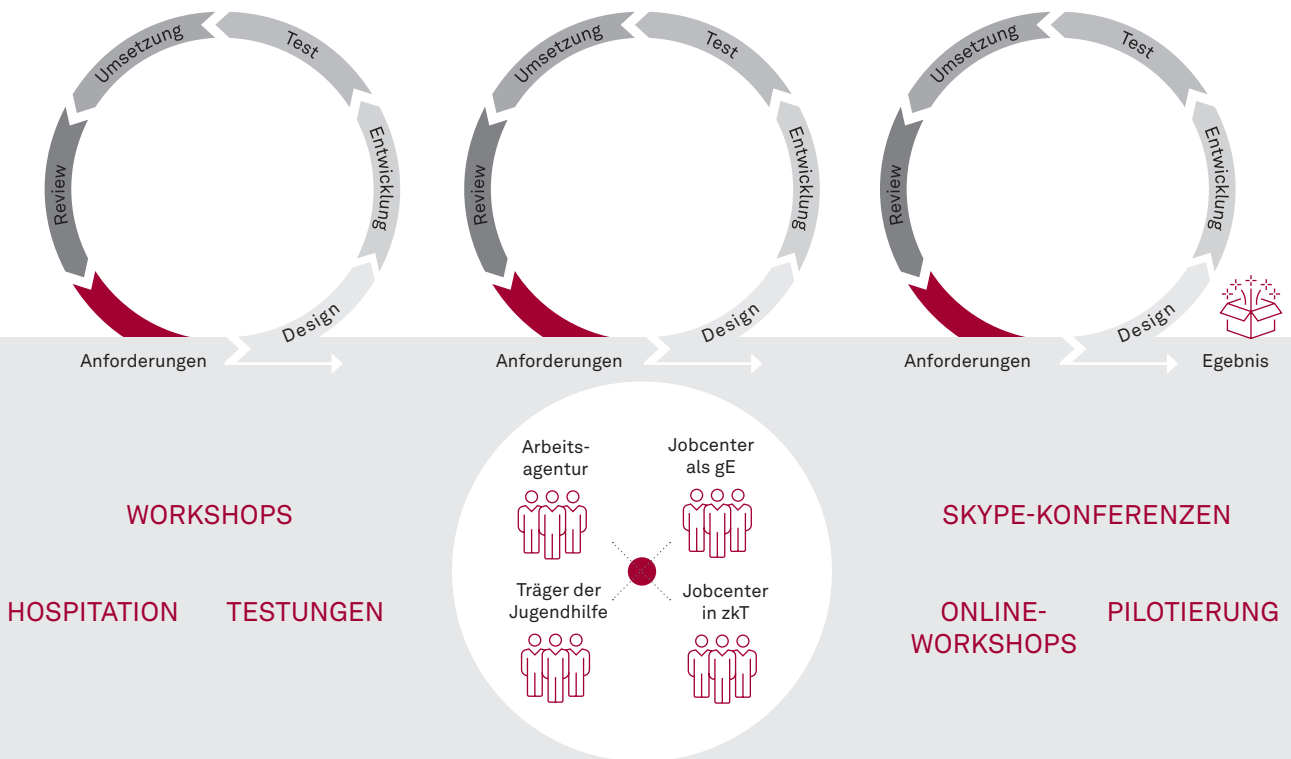 Umsetzung
Test
Entwicklung
Review
Design
Anforderungen
Umsetzung
Test
Entwicklung
Review
Design
Anforderungen
Umsetzung
Test
Entwicklung
Review
Design
Anforderungen
Egebnis
WORKSHOPS
HOSPITATION
TESTUNGEN
Arbeits-
agentur
Jobcenter
als gE
Träger der
Jugendhilfe
Jobcenter
in zkT
SKYPE-KONFERENZEN
ONLINE-
WORKSHOPS
PILOTIERUNG